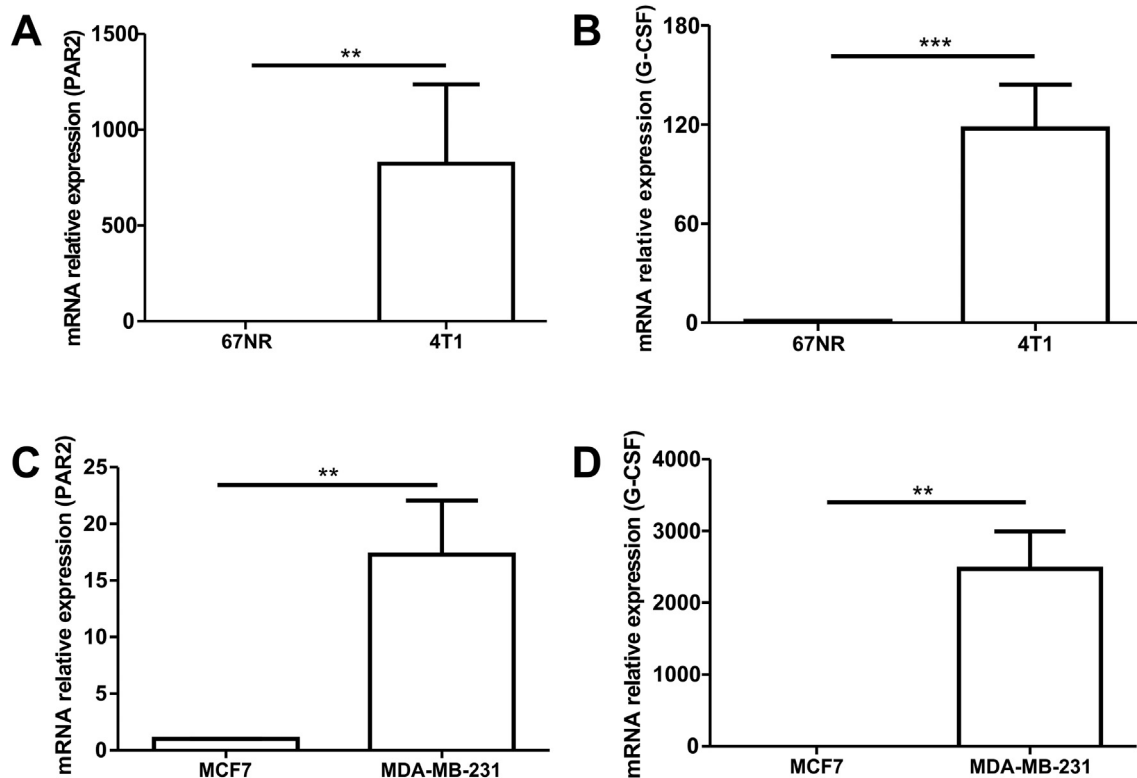 A
mRNA relative expression (PAR2)
1500
1000
500
0
**
67NR
4T1
B
mRNA relative expression (G-CSF)
180
120
60
0
***
67NR
4T1
C
mRNA relative expression (PAR2)
25
20
15
10
5
0
**
MCF7
MDA-MB-231
D
mRNA relative expression (G-CSF)
4000
3000
2000
1000
0
**
MCF7
MDA-MB-231